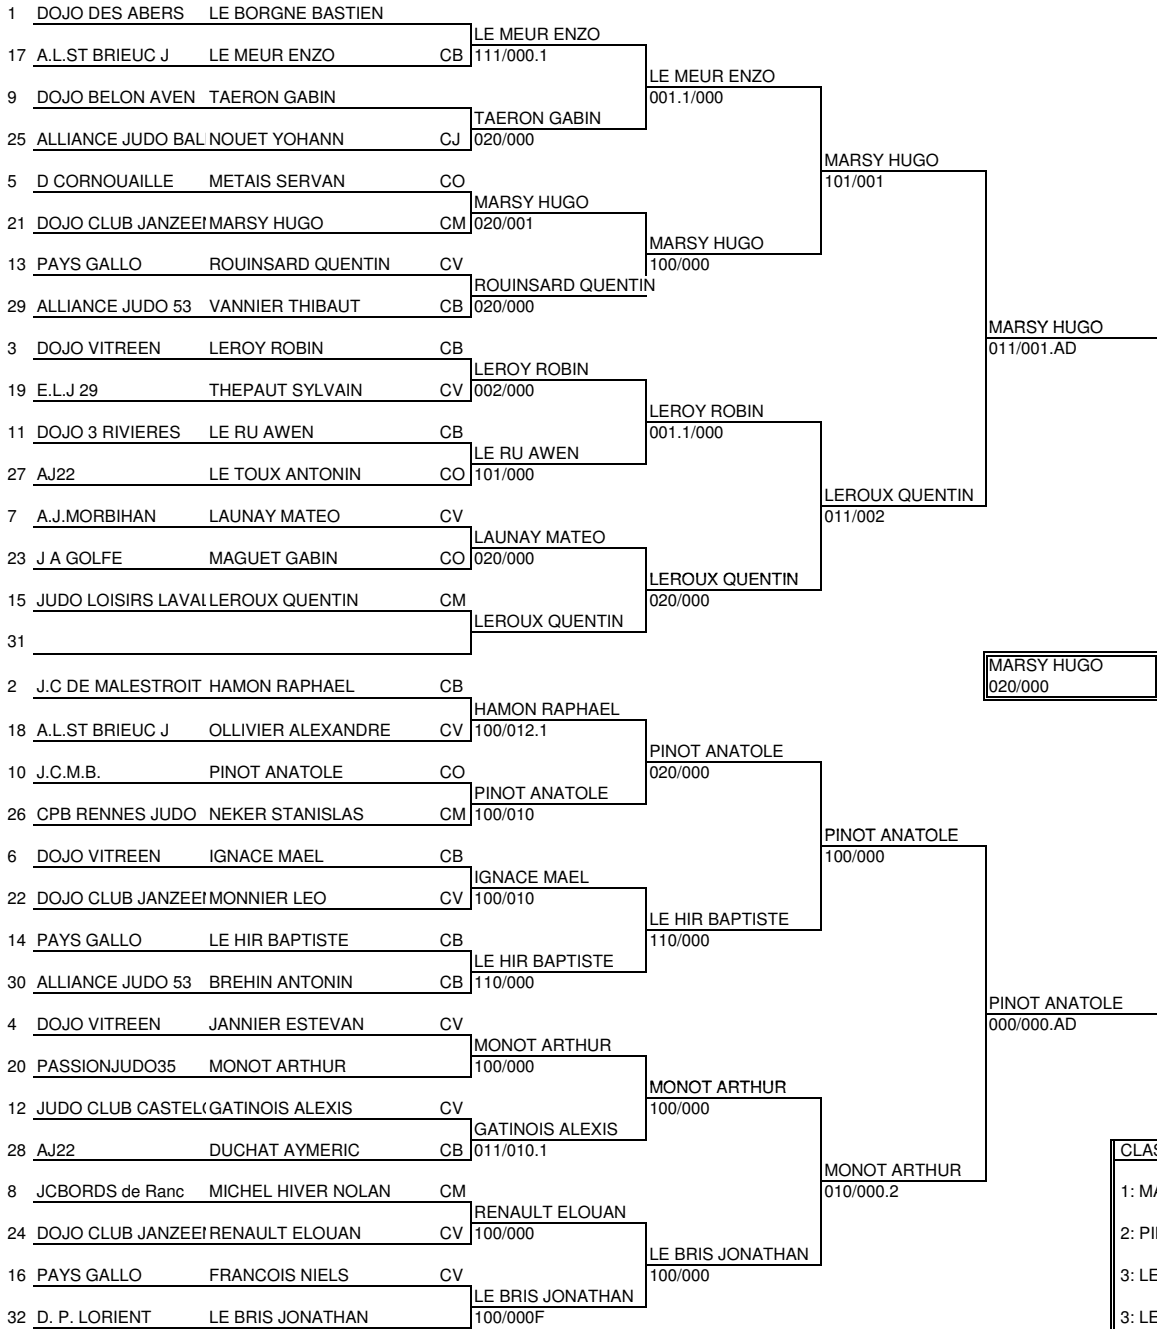 1 DOJO DES ABERS LE BORGNE BASTIEN
LE MEUR ENZO
17 A.L.ST BRIEUC J LE MEUR ENZO CB 111/000.1
LE MEUR ENZO
9 DOJO BELON AVEN TAERON GABIN 001.1/000
TAERON GABIN
25 ALLIANCE JUDO BAL NOUET YOHANN CJ 020/000
MARSY HUGO
5 D CORNOUAILLE METAIS SERVAN CO 101/001
MARSY HUGO
21 DOJO CLUB JANZEE MARSY HUGO CM 020/001
MARSY HUGO
13 PAYS GALLO ROUINSARD QUENTIN CV 100/000
ROUINSARD QUENTIN
29 ALLIANCE JUDO 53 VANNIER THIBAUT CB 020/000
MARSY HUGO
3 DOJO VITREEN LEROY ROBIN CB 011/001.AD
LEROY ROBIN
19 E.L.J 29 THEPAUT SYLVAIN CV 002/000
LEROY ROBIN
11 DOJO 3 RIVIERES LE RU AWEN CB 001.1/000
LE RU AWEN
27 AJ22 LE TOUX ANTONIN CO 101/000
LEROUX QUENTIN
7 A.J.MORBIHAN LAUNAY MATEO CV 011/002
LAUNAY MATEO
23 J A GOLFE MAGUET GABIN CO 020/000
LEROUX QUENTIN
15 JUDO LOISIRS LAVAL LEROUX QUENTIN CM 020/000
LEROUX QUENTIN
31
MARSY HUGO
2 J.C DE MALESTROIT HAMON RAPHAEL CB 020/000
HAMON RAPHAEL
18 A.L.ST BRIEUC J OLLIVIER ALEXANDRE CV 100/012.1
PINOT ANATOLE
10 J.C.M.B. PINOT ANATOLE CO 020/000
PINOT ANATOLE
26 CPB RENNES JUDO NEKER STANISLAS CM 100/010
PINOT ANATOLE
6 DOJO VITREEN IGNACE MAEL CB 100/000
IGNACE MAEL
22 DOJO CLUB JANZEE MONNIER LEO CV 100/010
LE HIR BAPTISTE
14 PAYS GALLO LE HIR BAPTISTE CB 110/000
LE HIR BAPTISTE
30 ALLIANCE JUDO 53 BREHIN ANTONIN CB 110/000
PINOT ANATOLE
4 DOJO VITREEN JANNIER ESTEVAN CV 000/000.AD
MONOT ARTHUR
20 PASSIONJUDO35 MONOT ARTHUR 100/000
MONOT ARTHUR
12 JUDO CLUB CASTEL GATINOIS ALEXIS CV 100/000
GATINOIS ALEXIS
28 AJ22 DUCHAT AYMERIC CB 011/010.1
CLAS
MONOT ARTHUR
8 JCBORDS de Ranc MICHEL HIVER NOLAN CM 010/000.2 1: MA
RENAULT ELOUAN
24 DOJO CLUB JANZEE RENAULT ELOUAN CV 100/000 2: PI
LE BRIS JONATHAN
16 PAYS GALLO FRANCOIS NIELS CV 100/000 3: LE
LE BRIS JONATHAN
32 D. P. LORIENT LE BRIS JONATHAN 100/000F 3: LE